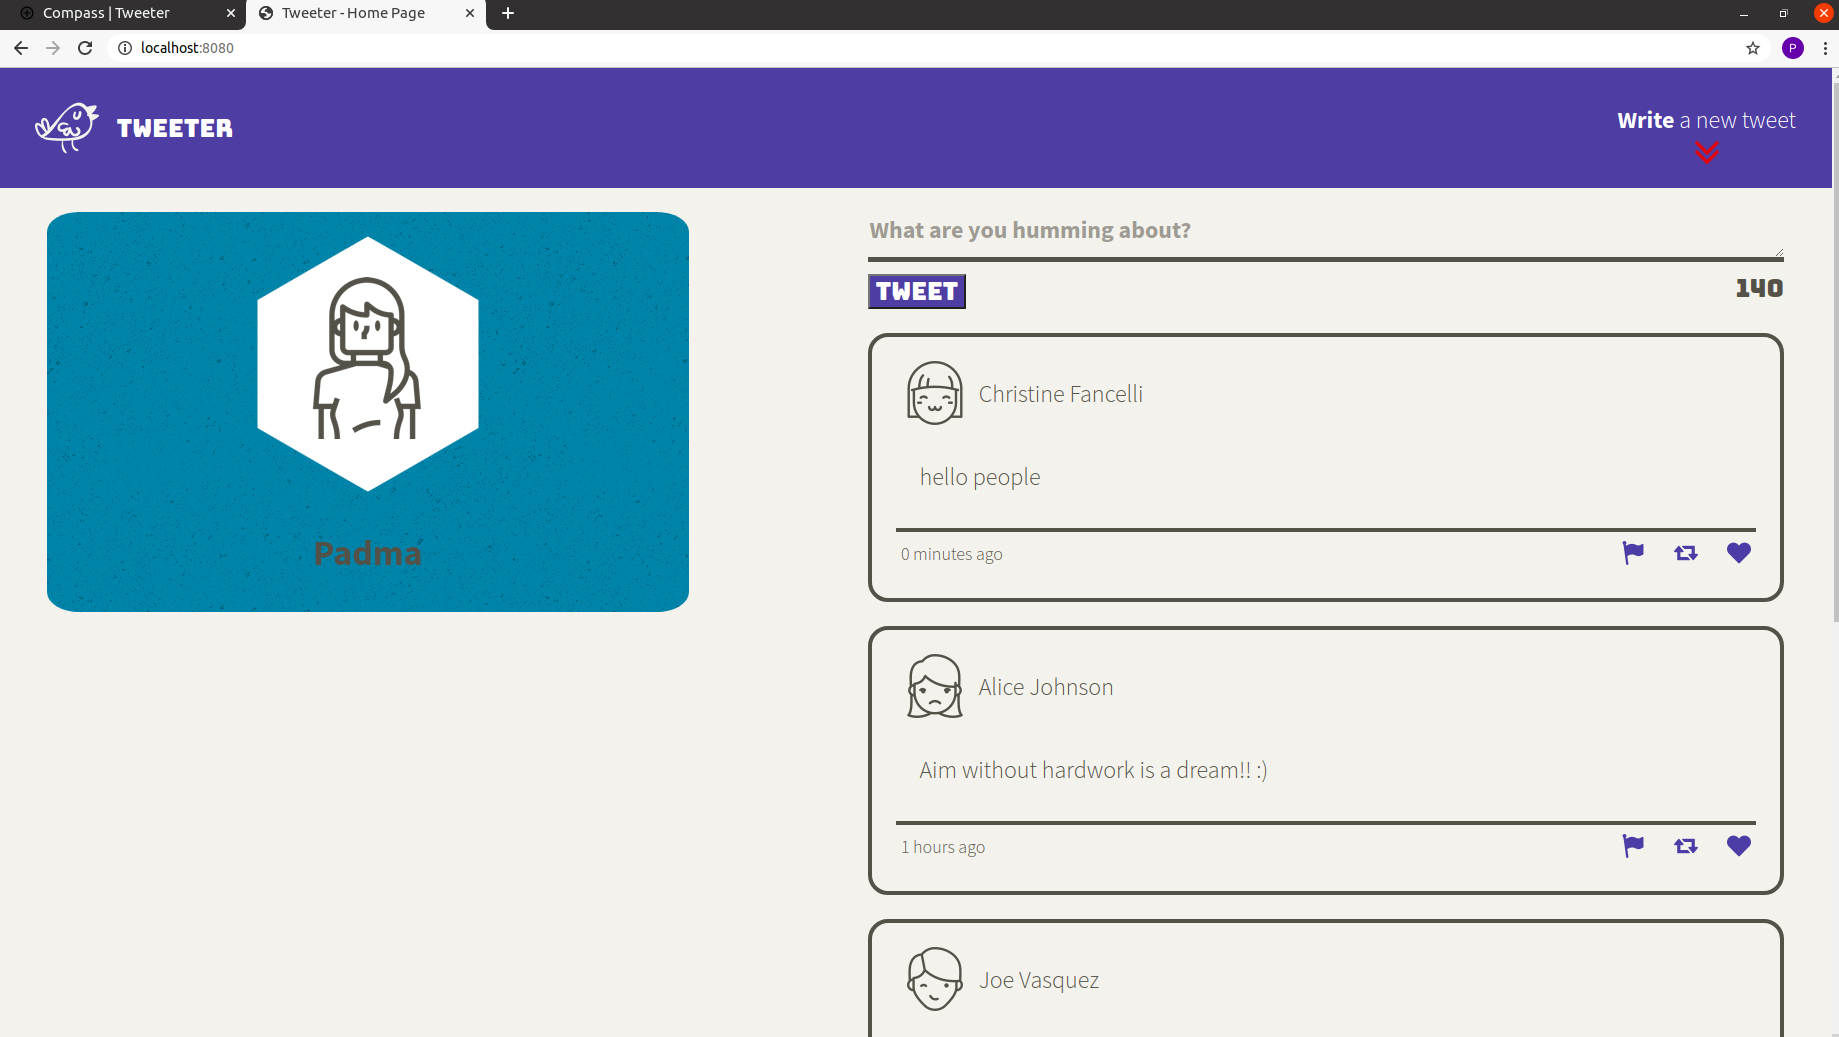 Compass | Tweeter
Tweeter - Home Page
localhost:8080
P
TWEETER
Write a new tweet
Padma
What are you humming about?
TWEET
140
Christine Fancelli
hello people
0 minutes ago
Alice Johnson
Aim without hardwork is a dream!! :)
1 hours ago
Joe Vasquez